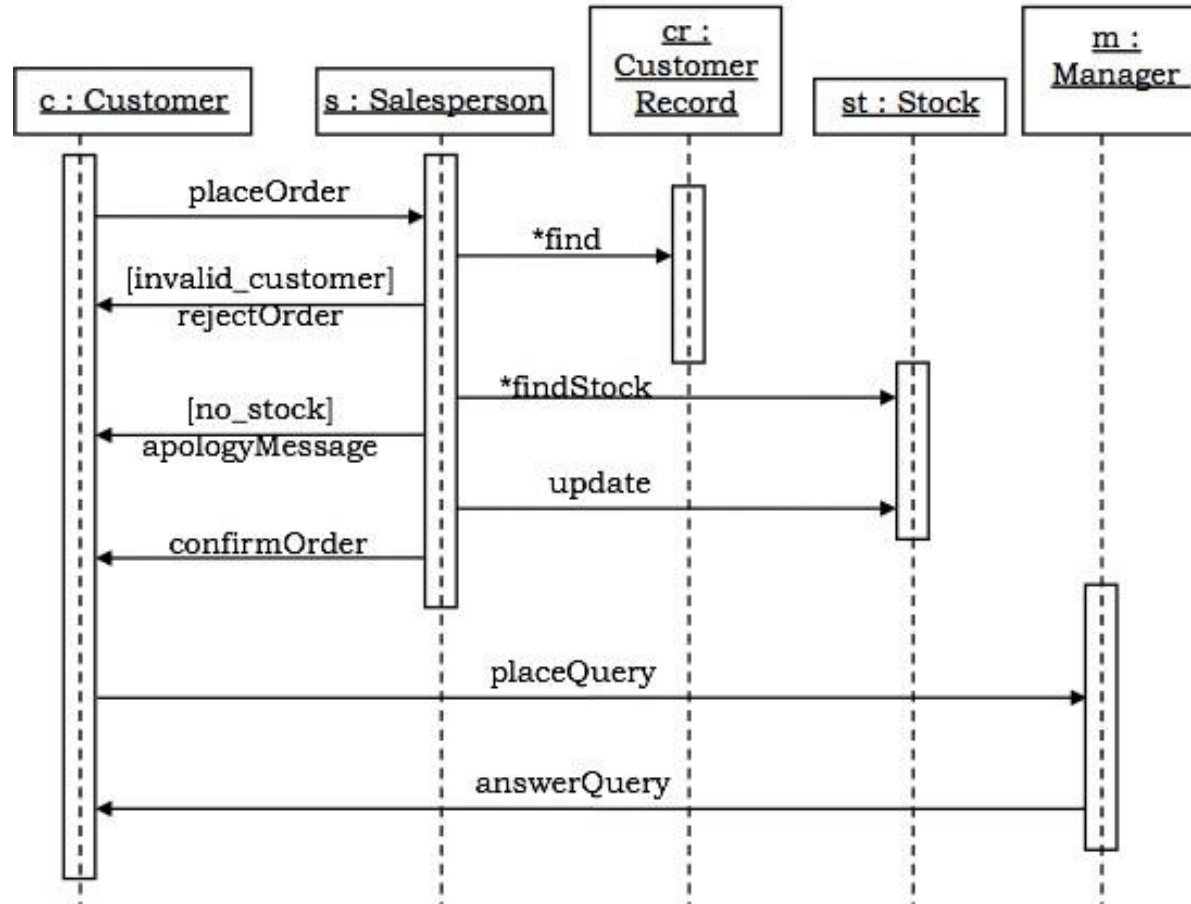 c : Customer
s : Salesperson
cr :
Customer
Record
st : Stock
m :
Manager
placeOrder
*find
[invalid_customer]
rejectOrder
*findStock
[no_stock]
apologyMessage
update
confirmOrder
placeQuery
answerQuery